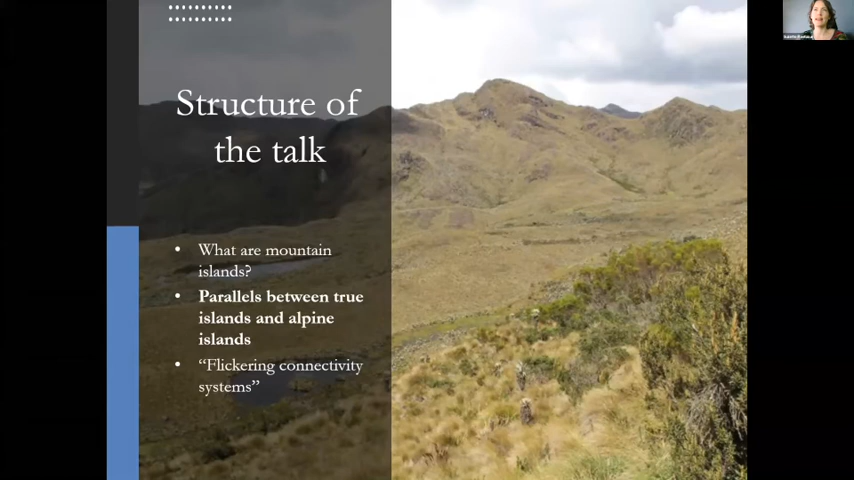 Structure of
the talk
• What are mountain
islands?
• Parallels between true
islands and alpine
islands
• “Flickering connectivity
systems”